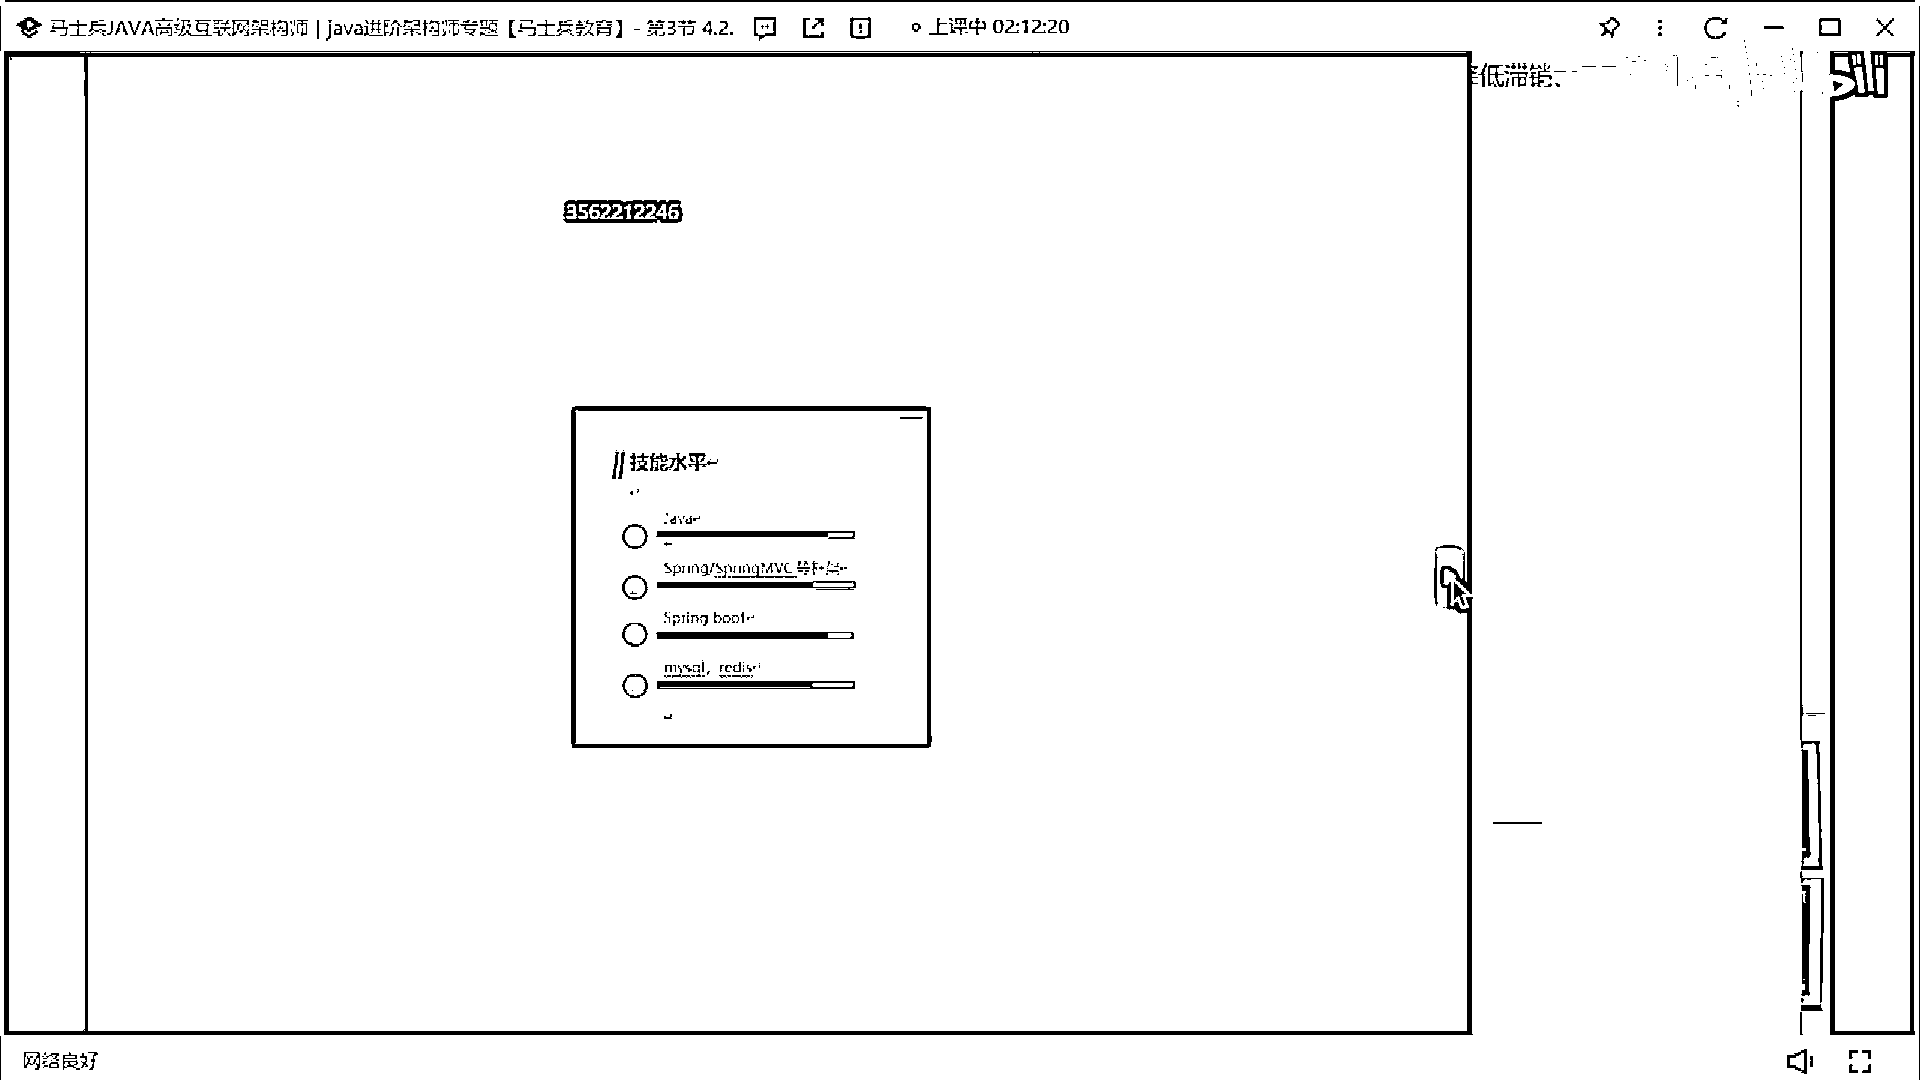 马士兵JAVA高级互联网架构师 | java进阶架构师专题【马士兵教育】- 第3节 4.2.
上课中 02:12:20
低滞销、
3562212246
技能水平
Java
Spring/SpringMVC 等框架
Spring boot
mysql，redis
网络良好